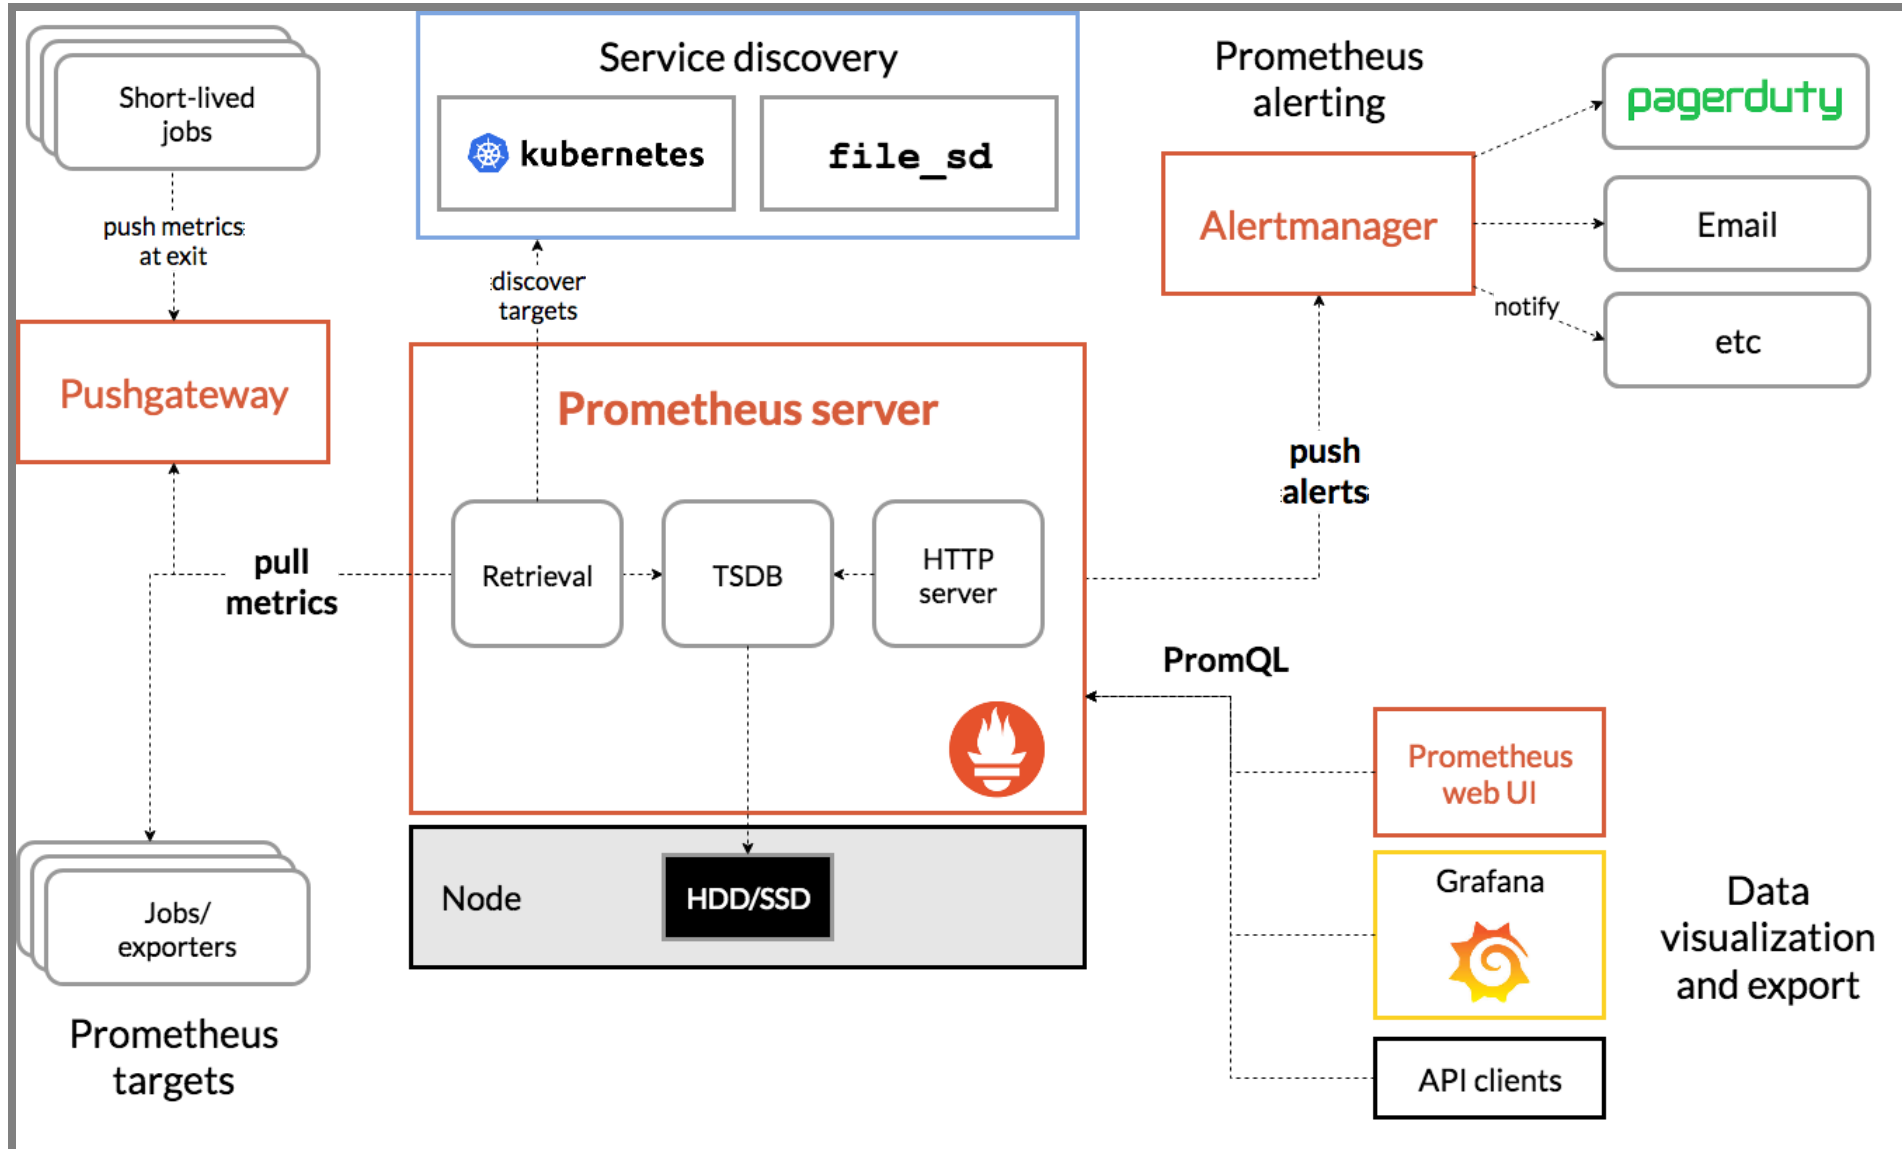 Short-lived
jobs
push metrics
at exit
Pushgateway
Service discovery
kubernetes
file_sd
discover
targets
Prometheus
alerting
Alertmanager
pagerduty
Email
notify
etc
Prometheus server
push
alerts
pull
metrics
Retrieval
TSDB
HTTP
server
PromQL
Node
HDD/SSD
Jobs/
exporters
Prometheus
targets
Prometheus
web UI
Grafana
API clients
Data
visualization
and export